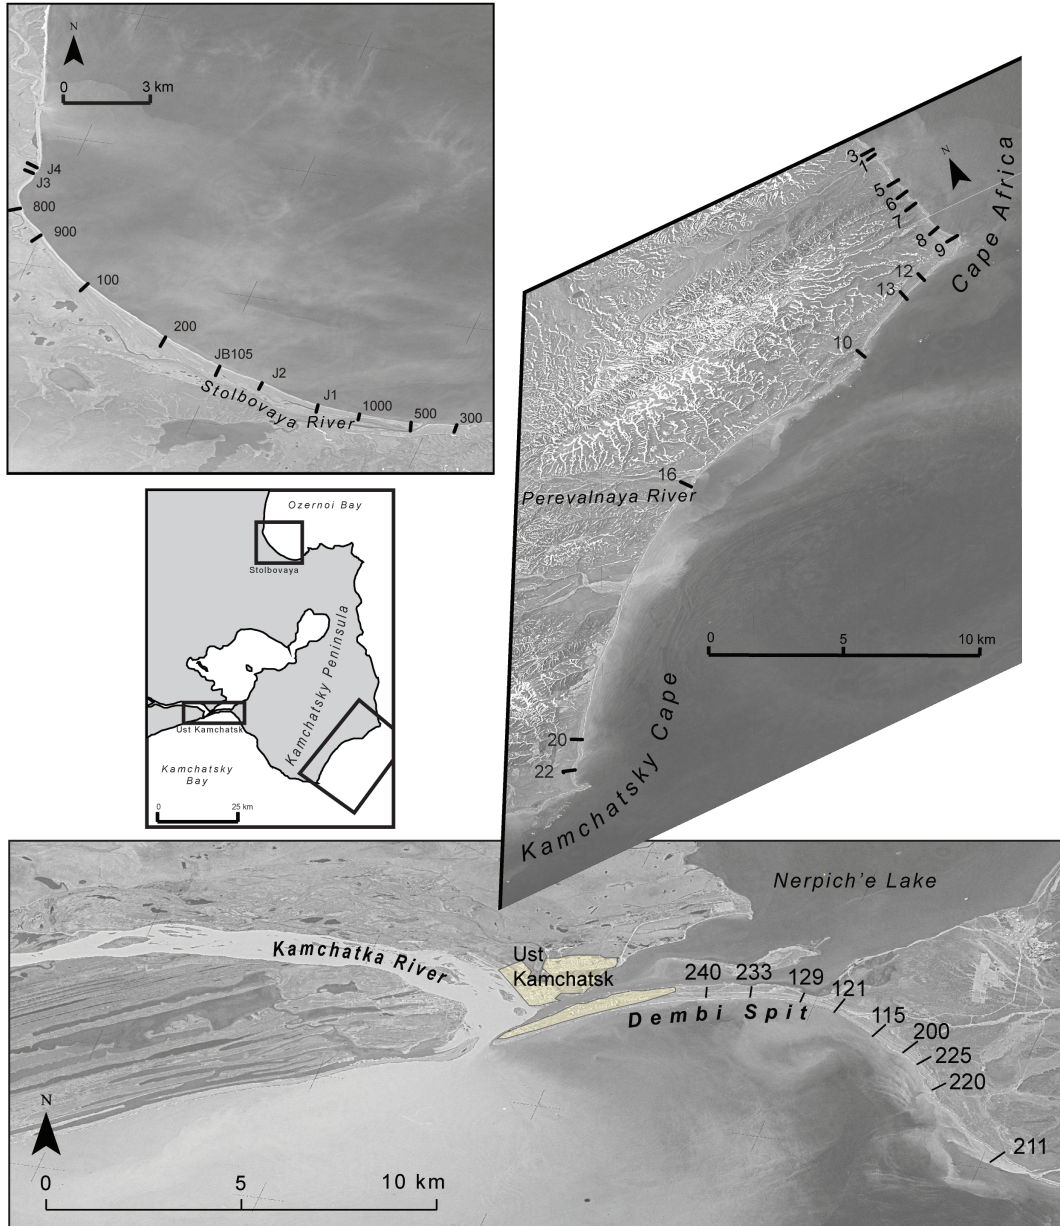 N
0 3 km
J4
J3
800
900
100
200
JB105
J2
J1
1000
500
300
Stolbovaya River
N
3
1
5
6
7
8
9
12
13
10
16
Cape Africa
Perevalnaya River
0 5 10 km
20
22
Kamchatsky Cape
Ozernoi Bay
Stolbovaya
Kamchatsky Peninsula
Ust Kamchatsk
Kamchatsky
Bay
0 25 km
Nerpich'e Lake
Kamchatka River
Ust
Kamchatsk
240 233 129 121
Dembi Spit
115
200
225
220
211
N
0 5 10 km